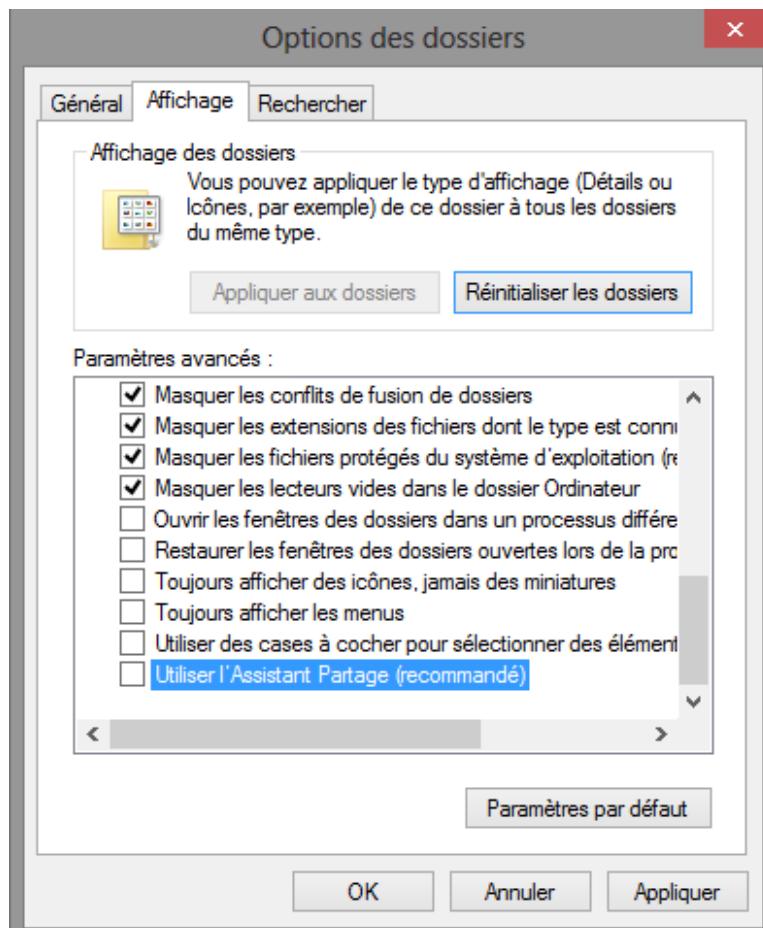 Options des dossiers
Général Affichage Rechercher
Affichage des dossiers
Vous pouvez appliquer le type d'affichage (Détails ou
Icônes, par exemple) de ce dossier à tous les dossiers
du même type.
Appliquer aux dossiers Réinitialiser les dossiers
Paramètres avancés :
Masquer les conflits de fusion de dossiers
Masquer les extensions des fichiers dont le type est connu
Masquer les fichiers protégés du système d'exploitation (re
Masquer les lecteurs vides dans le dossier Ordinateur
Ouvrir les fenêtres des dossiers dans un processus différe
Restaurer les fenêtres des dossiers ouvertes lors de la pro
Toujours afficher des icônes, jamais des miniatures
Toujours afficher les menus
Utiliser des cases à cocher pour sélectionner des élément
Utiliser l'Assistant Partage (recommandé)
Paramètres par défaut
OK Annuler Appliquer